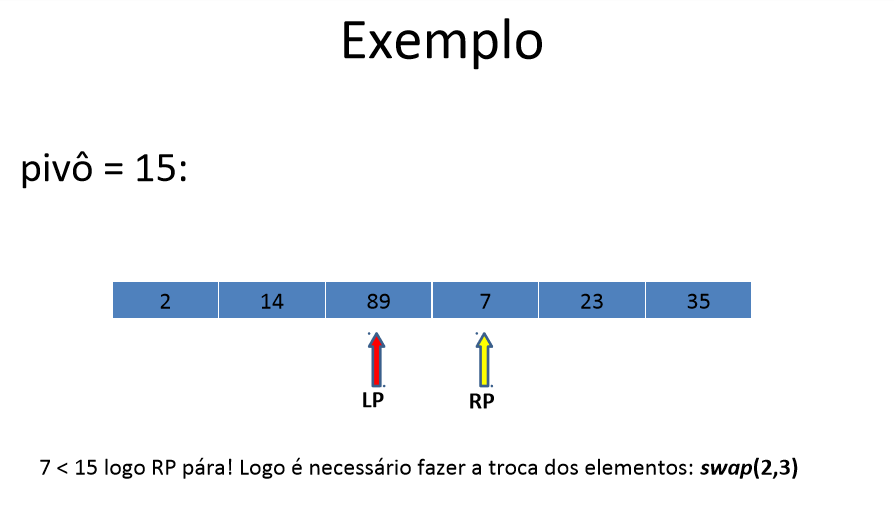 Exemplo
pivô = 15:
2 14 89 7 23 35
LP RP
7 < 15 logo RP pára! Logo é necessário fazer a troca dos elementos: swap(2,3)